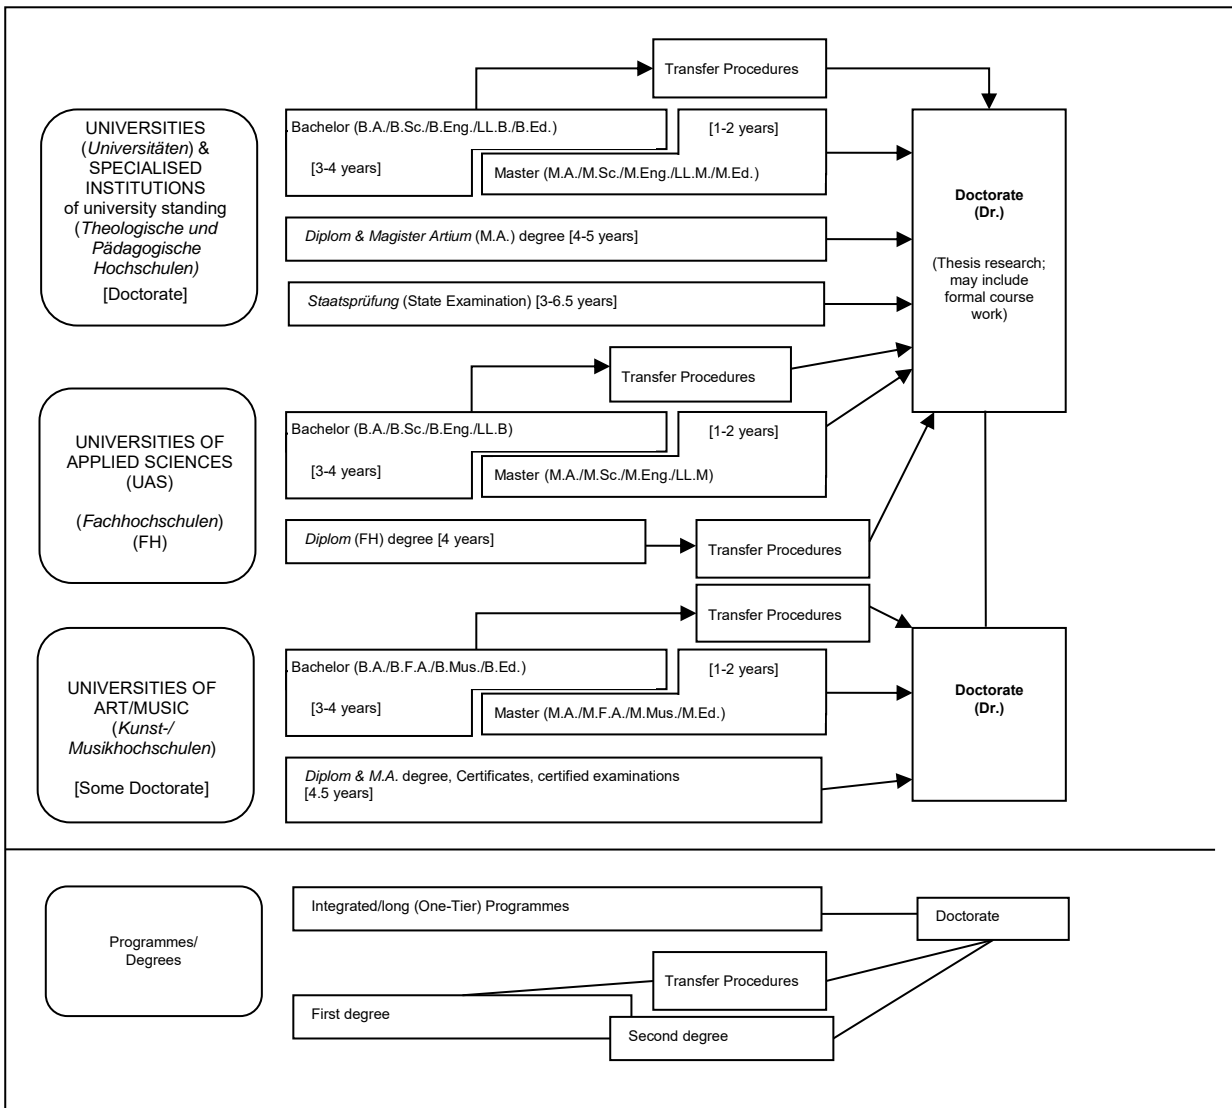 Transfer Procedures
UNIVERSITIES
(Universitäten) &
SPECIALISED
INSTITUTIONS
of university standing
(Theologische und
Pädagogische
Hochschulen)
[Doctorate]
. Bachelor (B.A./B.Sc./B.Eng./LL.B./B.Ed.)
[3-4 years]
[1-2 years]
Master (M.A./M.Sc./M.Eng./LL.M./M.Ed.)
Diplom & Magister Artium (M.A.) degree [4-5 years]
Staatsprüfung (State Examination) [3-6.5 years]
Doctorate
(Dr.)
(Thesis research;
may include
formal course
work)
Transfer Procedures
UNIVERSITIES OF
APPLIED SCIENCES
(UAS)
(Fachhochschulen)
(FH)
. Bachelor (B.A./B.Sc./B.Eng./LL.B)
[3-4 years]
[1-2 years]
Master (M.A./M.Sc./M.Eng./LL.M)
Diplom (FH) degree [4 years]
Transfer Procedures
Transfer Procedures
UNIVERSITIES OF
ART/MUSIC
(Kunst-/
Musikhochschulen)
[Some Doctorate]
. Bachelor (B.A./B.F.A./B.Mus./B.Ed.)
[3-4 years]
[1-2 years]
Master (M.A./M.F.A./M.Mus./M.Ed.)
Diplom & M.A. degree, Certificates, certified examinations
[4.5 years]
Doctorate
(Dr.)
Programmes/
Degrees
Integrated/long (One-Tier) Programmes
Doctorate
Transfer Procedures
First degree
Second degree